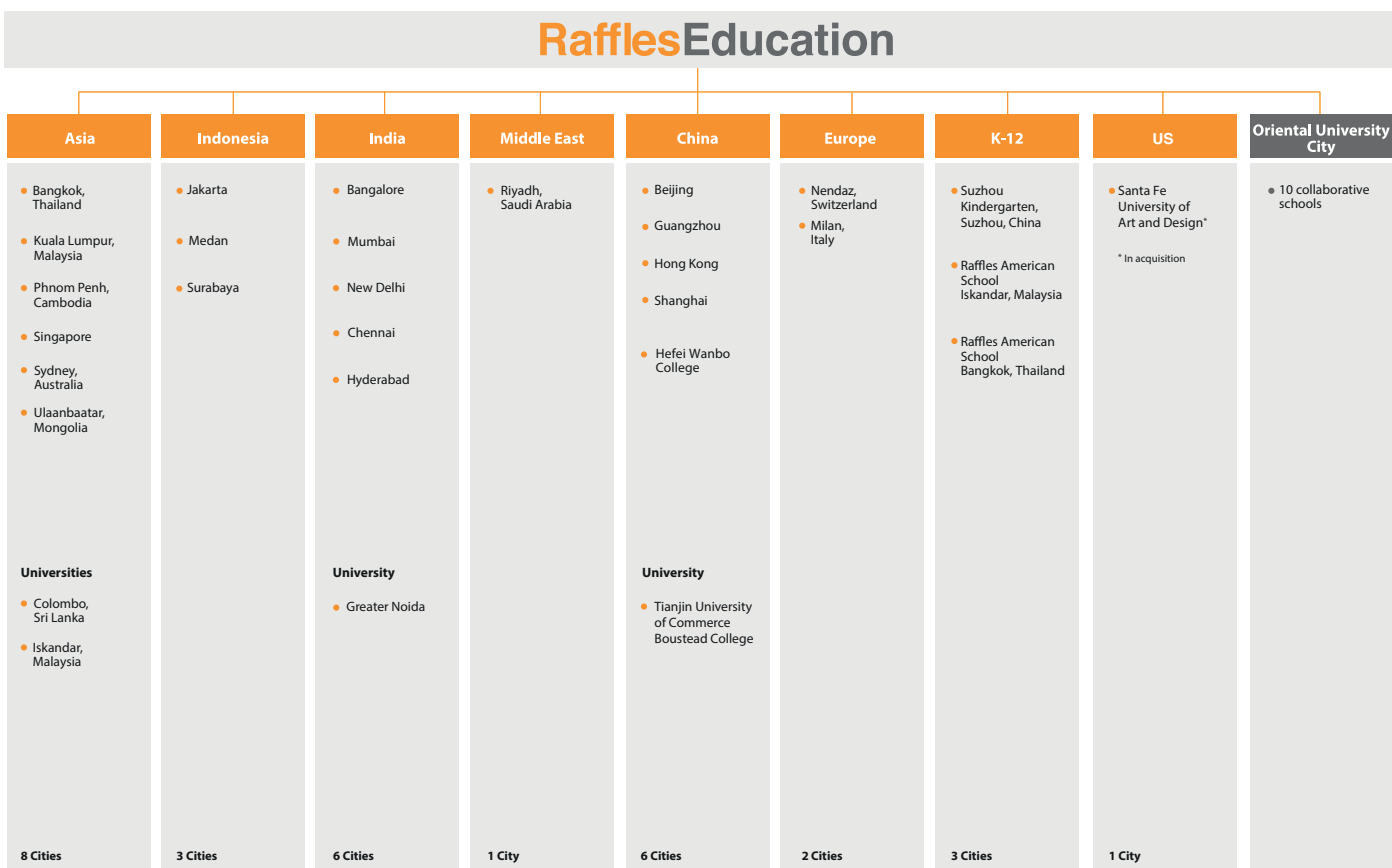 RafflesEducation
Asia
Bangkok,
Thailand
Kuala Lumpur,
Malaysia
Phnom Penh,
Cambodia
Singapore
Sydney,
Australia
Ulaanbaatar,
Mongolia
Universities
Colombo,
Sri Lanka
Iskandar,
Malaysia
8 Cities
Indonesia
Jakarta
Medan
Surabaya
3 Cities
India
Bangalore
Mumbai
New Delhi
Chennai
Hyderabad
University
Greater Noida
6 Cities
Middle East
Riyadh,
Saudi Arabia
1 City
China
Beijing
Guangzhou
Hong Kong
Shanghai
Hefei Wanbo
College
University
Tianjin University
of Commerce
Boustead College
6 Cities
Europe
Nendaz,
Switzerland
Milan,
Italy
2 Cities
K-12
Suzhou
Kindergarten,
Suzhou, China
Raffles American
School
Iskandar, Malaysia
Raffles American
School
Bangkok, Thailand
3 Cities
US
Santa Fe
University of
Art and Design*
* In acquisition
1 City
Oriental University
City
10 collaborative
schools